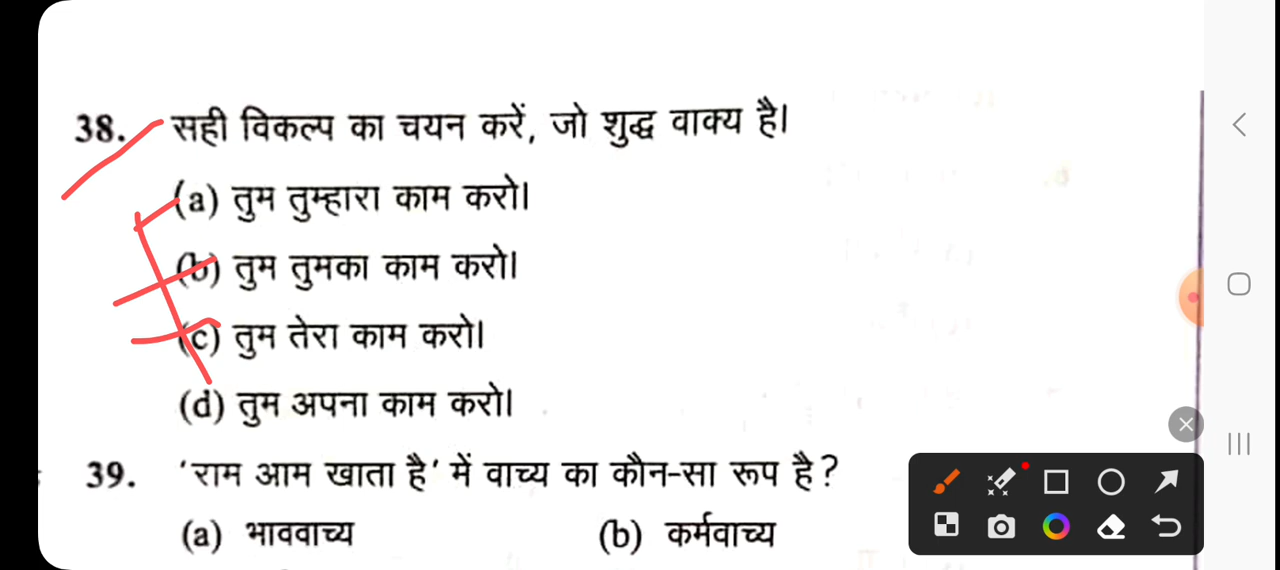 38. सही विकल्प का चयन करें, जो शुद्ध वाक्य है।
(a) तुम तुम्हारा काम करो।
(b) तुम तुमका काम करो।
(c) तुम तेरा काम करो।
(d) तुम अपना काम करो।
39. 'राम आम खाता है' में वाच्य का कौन-सा रूप है?
(a) भाववाच्य (b) कर्मवाच्य